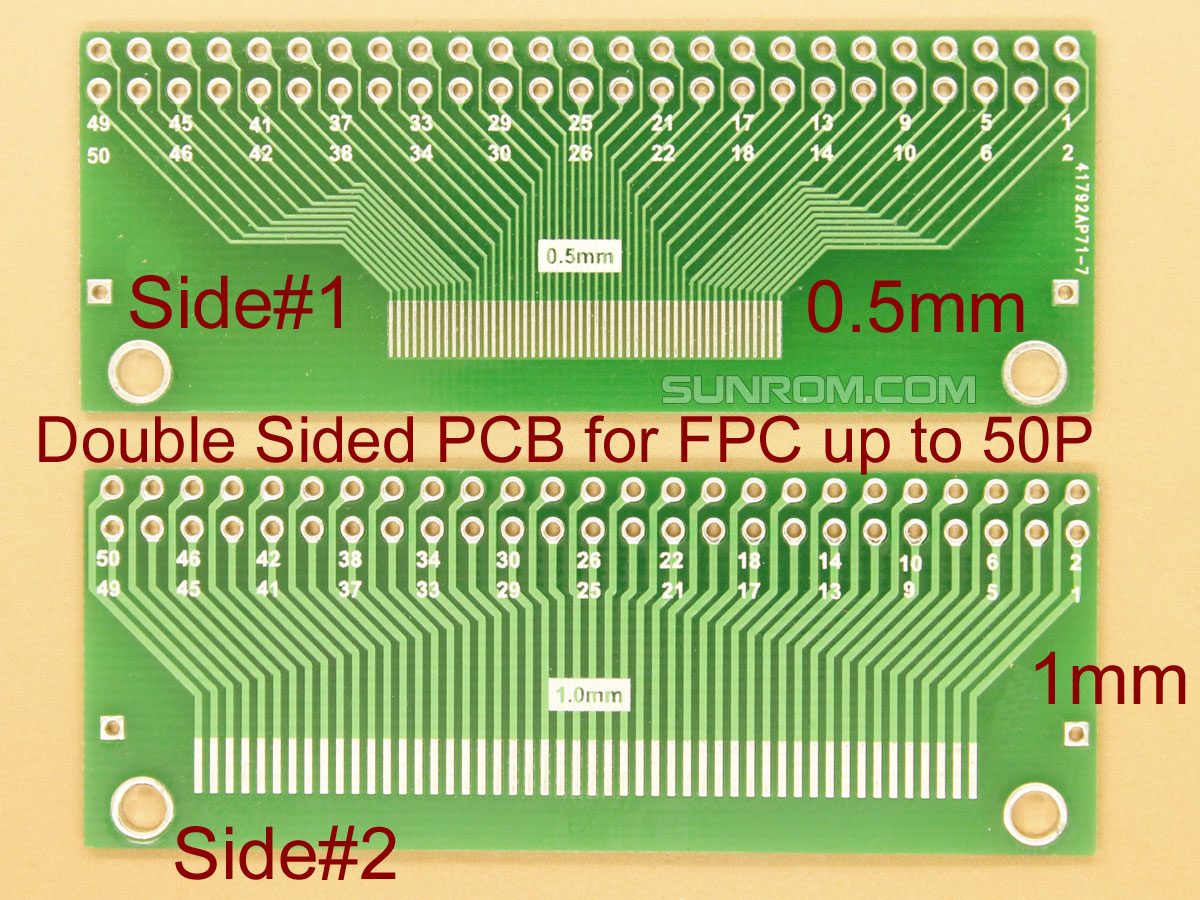 49 45 41 37 33 29 25 21 17 13 9 5 1
50 46 42 38 34 30 26 22 18 14 10 6 2
41792AP71-7
0.5mm
Side#1
0.5mm
SUNROM.COM
Double Sided PCB for FPC up to 50P
50 46 42 38 34 30 26 22 18 14 10 6 2
49 45 41 37 33 29 25 21 17 13 9 5 1
1mm
1.0mm
Side#2